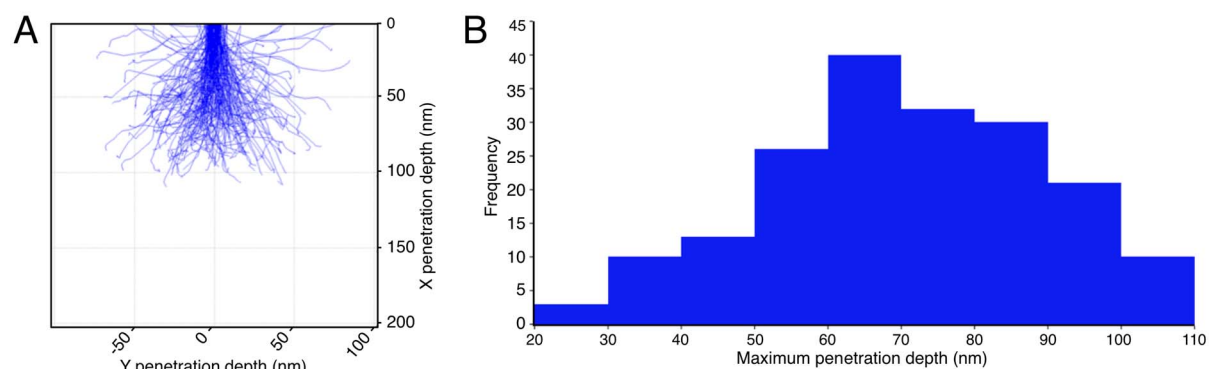 A
0
50
100
150
200
X penetration depth (nm)
-50
0
50
100
Y penetration depth (nm)
B
45
40
35
30
25
20
15
10
5
0
Frequency
20 30 40 50 60 70 80 90 100 110
Maximum penetration depth (nm)